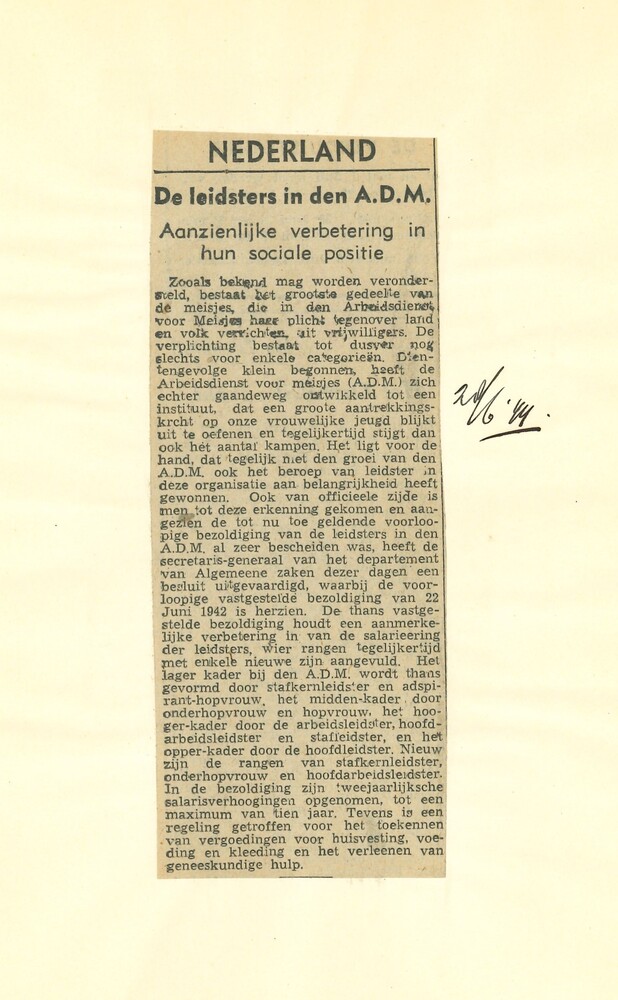 NEDERLAND
De leidsters in den A.D.M.
Aanzienlijke verbetering in
hun sociale positie
Zooals bekend mag worden veronder-
steld, bestaat het grootste gedeelte van
de meisjes, die in den Arbeidsdienst
voor Meisjes haar plicht tegenover land
en volk verrichten, uit vrijwilligers. De
verplichting bestaat tot dusver nog
slechts voor enkele categorieën. Dien-
tengevolge klein begonnen, heeft de
Arbeidsdienst voor meisjes (A.D.M.) zich
echter gaandeweg ontwikkeld tot een
instituut, dat een groote aantrekkings-
krcht op onze vrouwelijke jeugd blijkt
uit te oefenen en tegelijkertijd stijgt dan
ook het aantal kampen. Het ligt voor de
hand, dat tegelijk met den groei van den
A.D.M. ook het beroep van leidster in
deze organisatie aan belangrijkheid heeft
gewonnen. Ook van officieele zijde is
men tot deze erkenning gekomen en aan-
gezien de tot nu toe geldende voorloo-
pige bezoldiging van de leidsters in den
A.D.M. al zeer bescheiden was, heeft de
secretaris-generaal van het departement
van Algemeene zaken dezer dagen een
besluit uitgevaardigd, waarbij de voor-
loopige vastgestelde bezoldiging van 22
Juni 1942 is herzien. De thans vastge-
stelde bezoldiging houdt een aanmerke-
lijke verbetering in van de salarieering
der leidsters, wier rangen tegelijkertijd
met enkele nieuwe zijn aangevuld. Het
lager kader bij den A.D.M. wordt thans
gevormd door stafkernleidster en adspi-
rant-hopvrouw, het midden-kader door
onderhopvrouw en hopvrouw, het hoo-
ger-kader door de arbeidsleidster, hoofd-
arbeidsleidster en stafleidster, en het
opper-kader door de hoofdleidster. Nieuw
zijn de rangen van stafkernleidster,
onderhopvrouw en hoofdarbeidsleidster.
In de bezoldiging zijn tweejaarlijksche
salarisverhoogingen opgenomen, tot een
maximum van tien jaar. Tevens is een
regeling getroffen voor het toekennen
van vergoedingen voor huisvesting, voe-
ding en kleeding en het verleenen van
geneeskundige hulp.